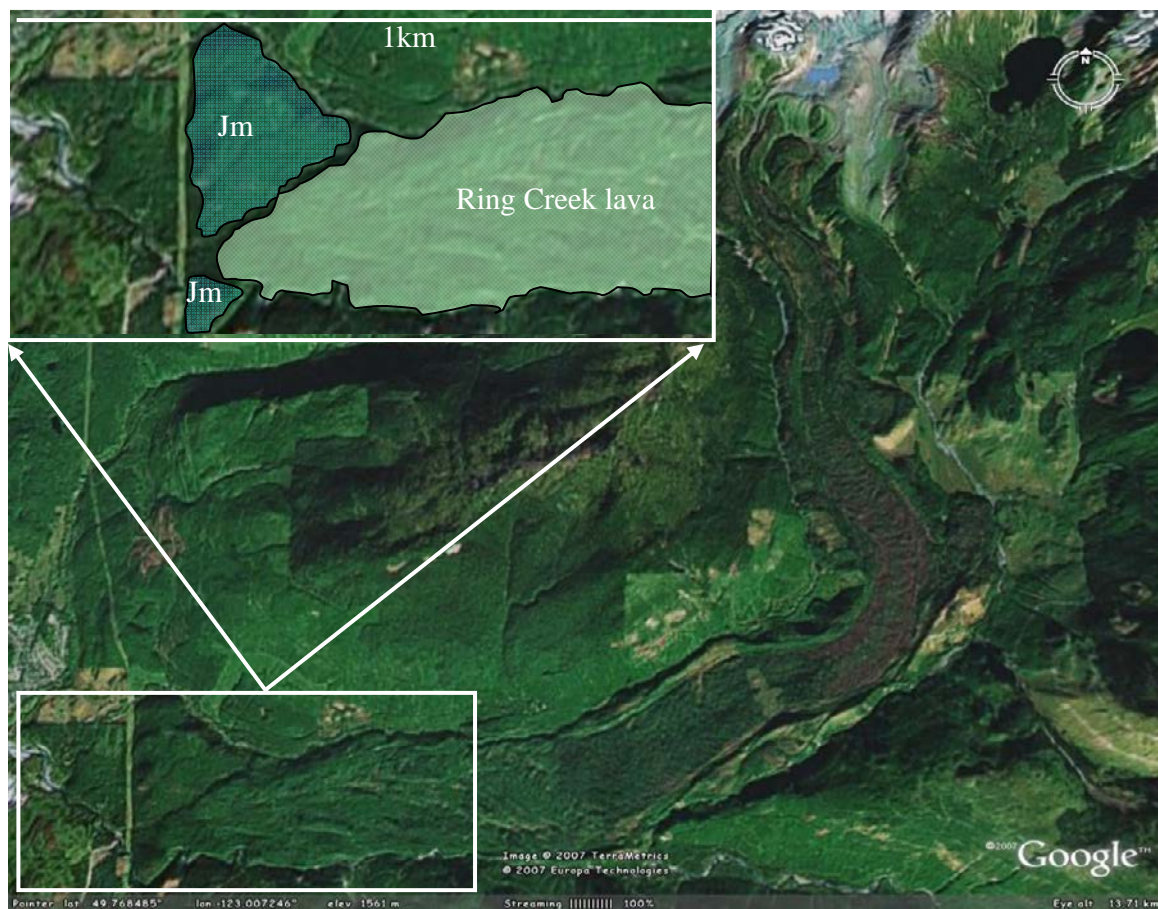 1km
N
Jm
Ring Creek lava
Jm
Image © 2007 TerraMetrics
© 2007 Europa Technologies
©2007 Google™
Pointer lat 49.768485° lon -123.007246° elev 1561 m Streaming |||||||||| 100% Eye alt 13.71 km